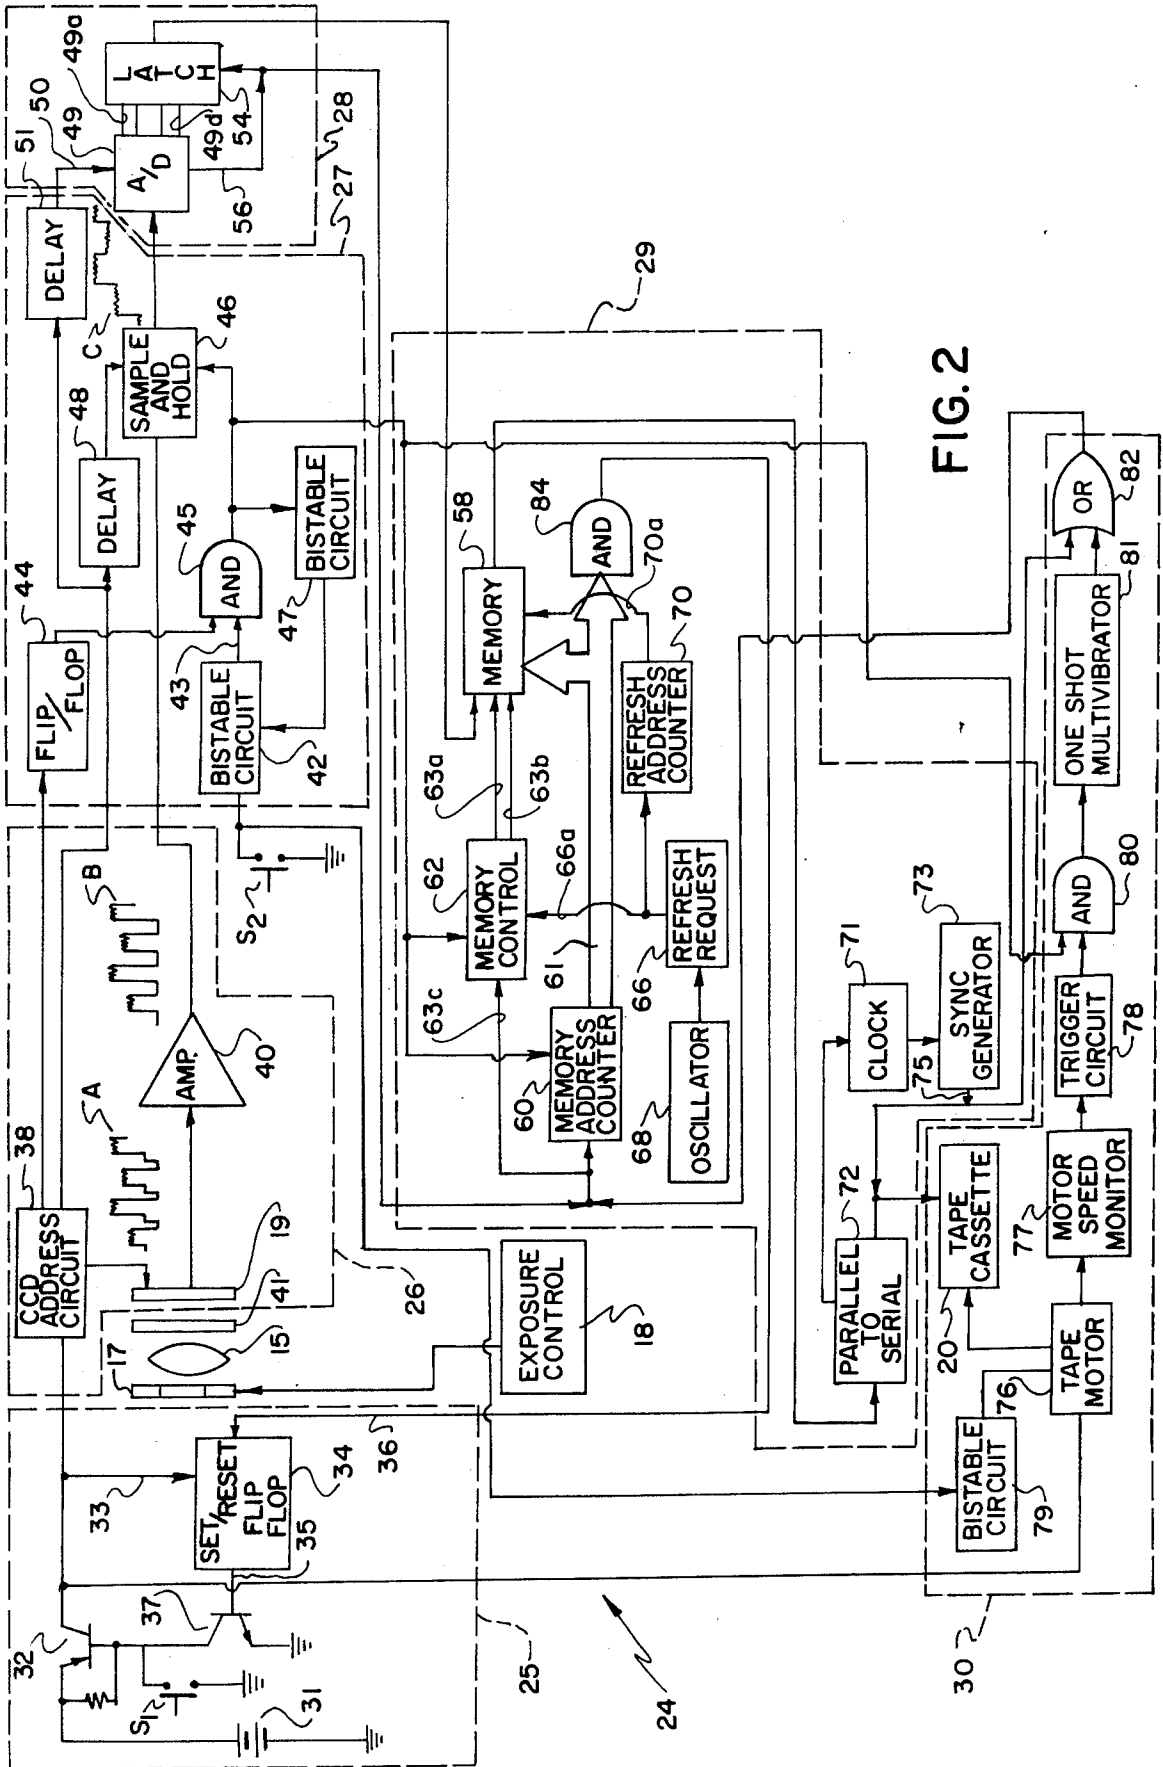 FIG. 2
24
25
31
S1
32
33
SET/RESET
FLIP
FLOP
34
35
36
37
17
15
41
19
26
EXPOSURE
CONTROL
18
CCD
ADDRESS
CIRCUIT
38
A
AMP.
40
B
S2
FLIP/
FLOP
44
BISTABLE
CIRCUIT
42
43
AND
45
BISTABLE
CIRCUIT
47
DELAY
48
SAMPLE
AND
HOLD
46
C
DELAY
51
50
A/D
49
49a
49d
LATCH
54
56
27
28
29
MEMORY
ADDRESS
COUNTER
60
61
MEMORY
CONTROL
62
63a
63b
63c
MEMORY
58
AND
84
OSCILLATOR
68
REFRESH
REQUEST
66
66a
REFRESH
ADDRESS
COUNTER
70
70a
PARALLEL
TO
SERIAL
72
CLOCK
71
SYNC
GENERATOR
73
75
TAPE
CASSETTE
20
BISTABLE
CIRCUIT
79
TAPE
MOTOR
76
MOTOR
SPEED
MONITOR
77
TRIGGER
CIRCUIT
78
AND
80
ONE SHOT
MULTIVIBRATOR
81
OR
82
30